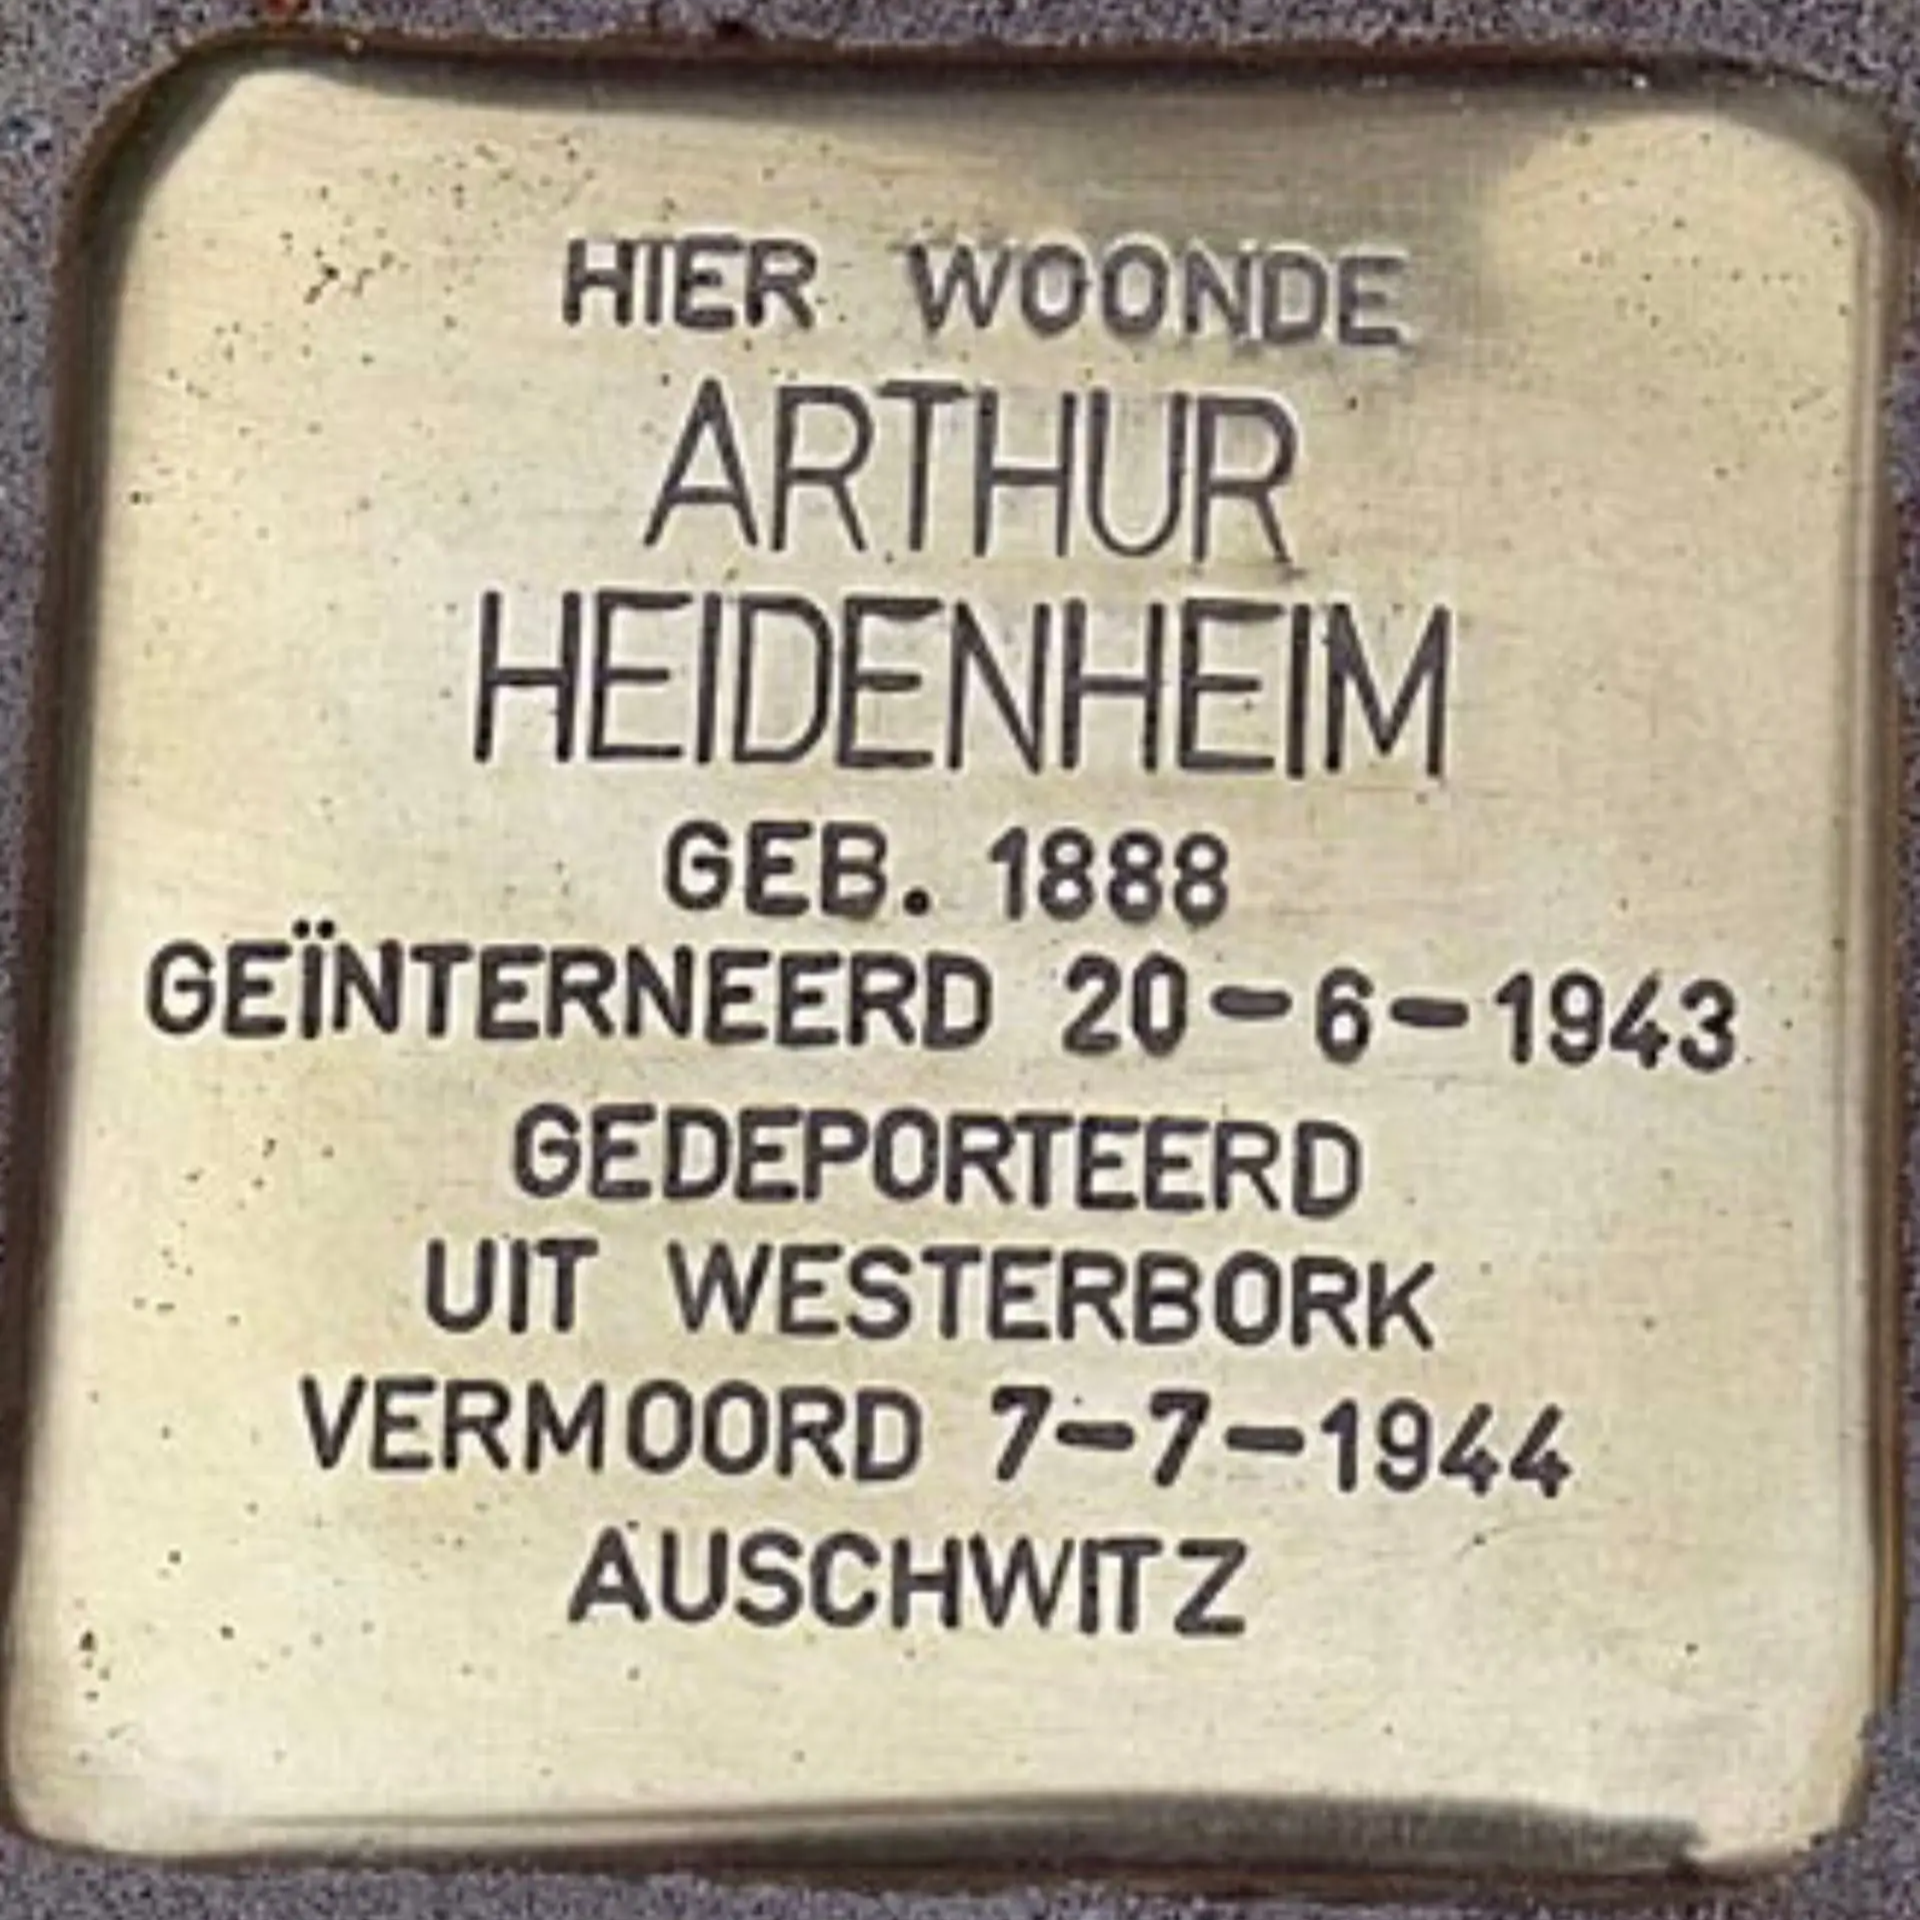 HIER WOONDE
ARTHUR
HEIDENHEIM
GEB. 1888
GEÏNTERNEERD 20-6-1943
GEDEPORTEERD
UIT WESTERBORK
VERMOORD 7-7-1944
AUSCHWITZ